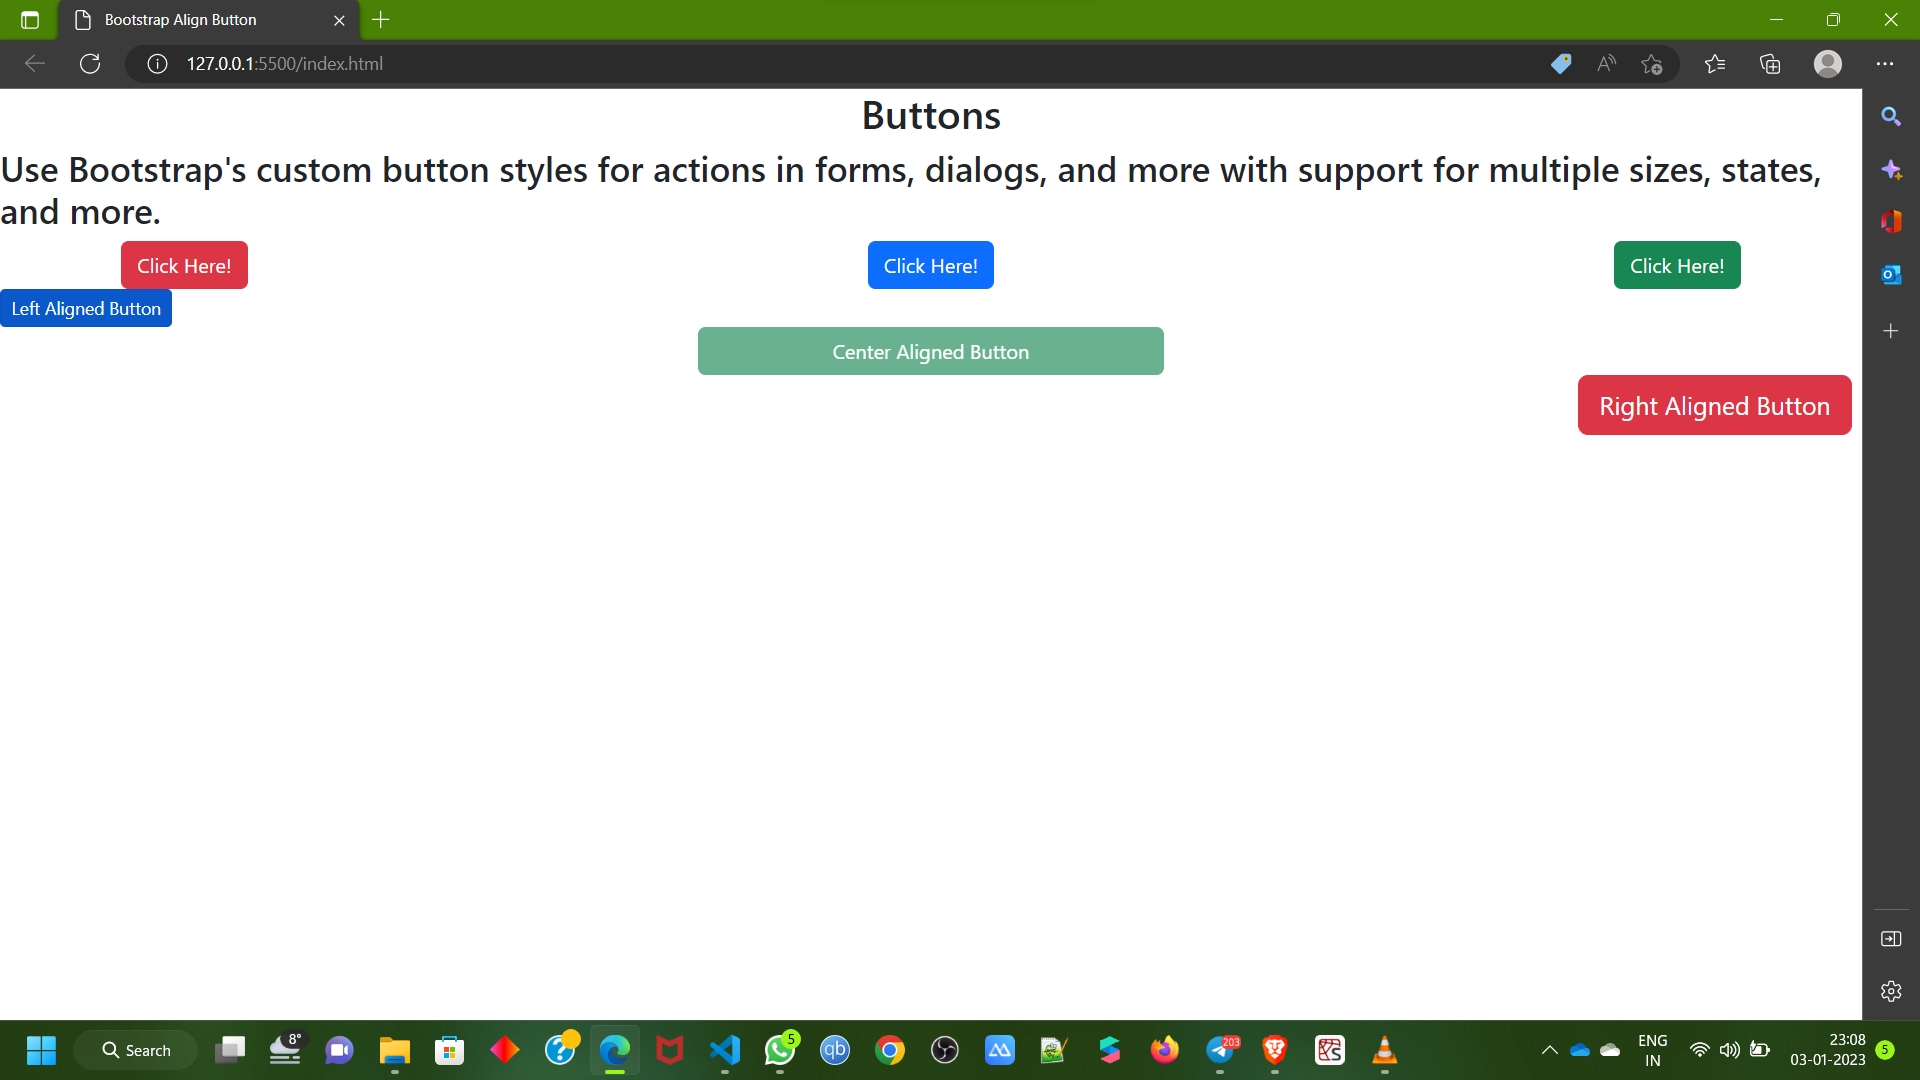 Bootstrap Align Button
127.0.0.1:5500/index.html
Buttons
Use Bootstrap's custom button styles for actions in forms, dialogs, and more with support for multiple sizes, states,
and more.
Click Here! Click Here! Click Here!
Left Aligned Button
Center Aligned Button
Right Aligned Button
Search
8°
5
qb
203
ENG
IN
23:08
03-01-2023
5